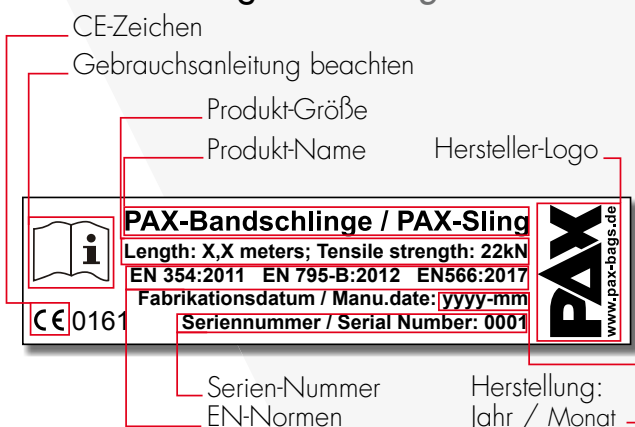 CE-Zeichen
Gebrauchsanleitung beachten
Produkt-Größe
Produkt-Name
Hersteller-Logo
i
PAX-Bandschlinge / PAX-Sling
Length: X,X meters; Tensile strength: 22kN
EN 354:2011 EN 795-B:2012 EN566:2017
Fabrikationsdatum / Manu.date: yyyy-mm
Seriennummer / Serial Number: 0001
CE 0161
PAX
www.pax-bags.de
Serien-Nummer
EN-Normen
Herstellung:
Jahr / Monat